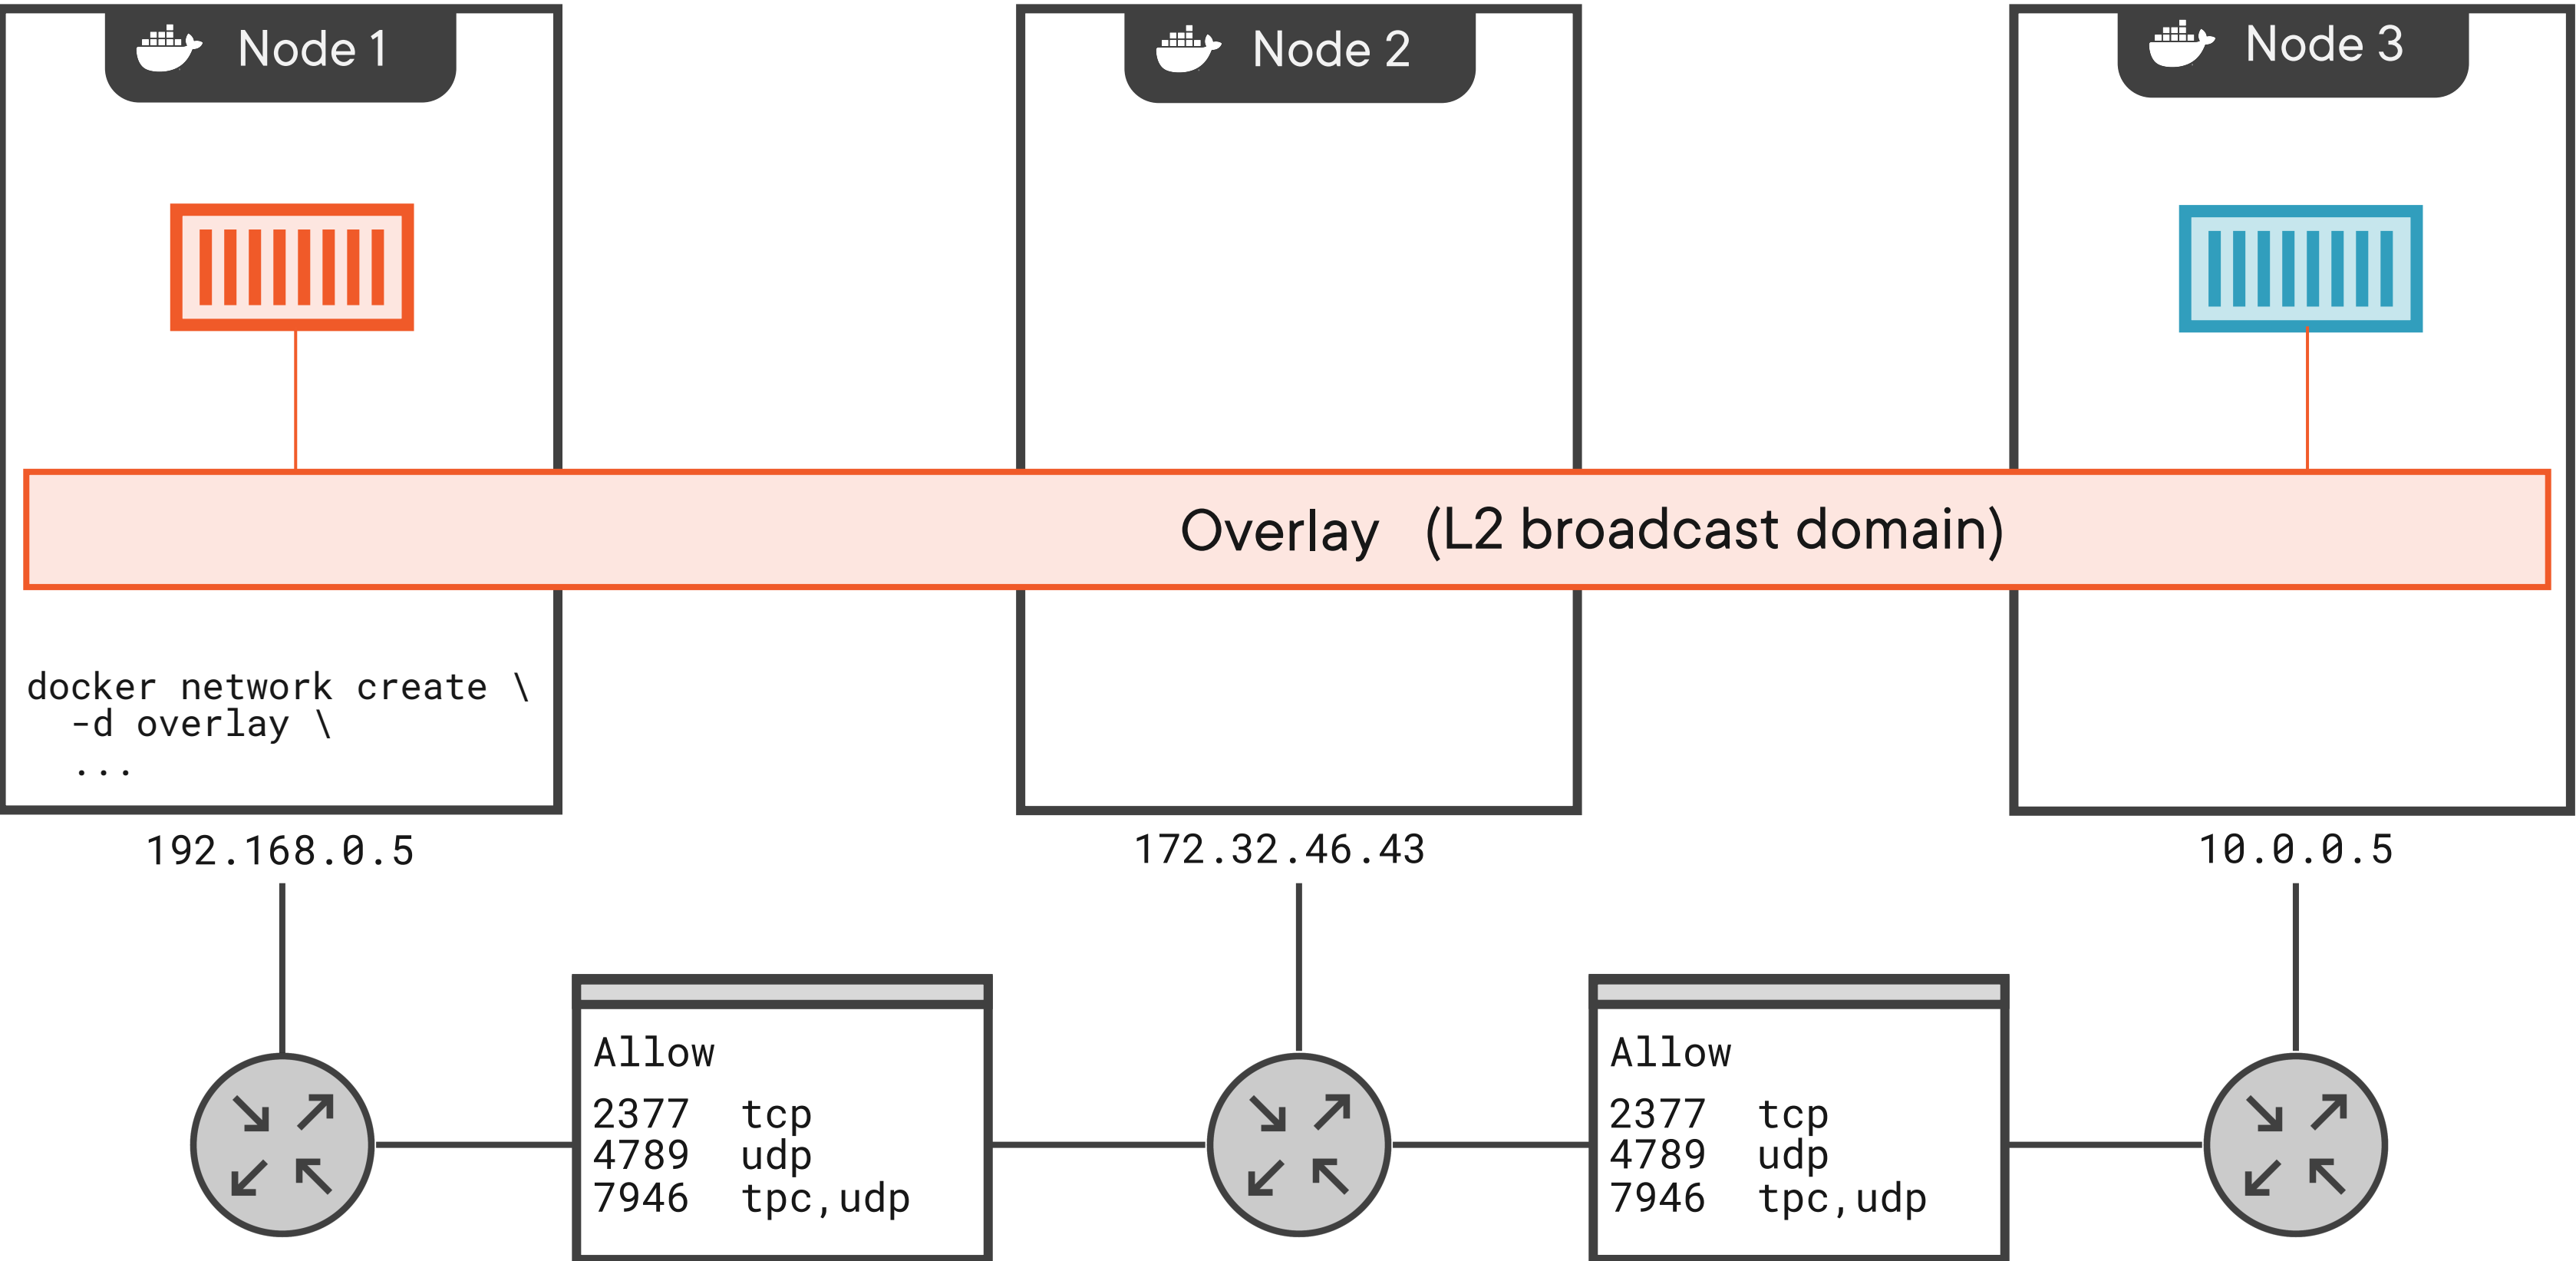 Node 1
Node 2
Node 3
Overlay (L2 broadcast domain)
docker network create \
-d overlay \
...
192.168.0.5
172.32.46.43
10.0.0.5
Allow
2377 tcp
4789 udp
7946 tpc,udp
Allow
2377 tcp
4789 udp
7946 tpc,udp